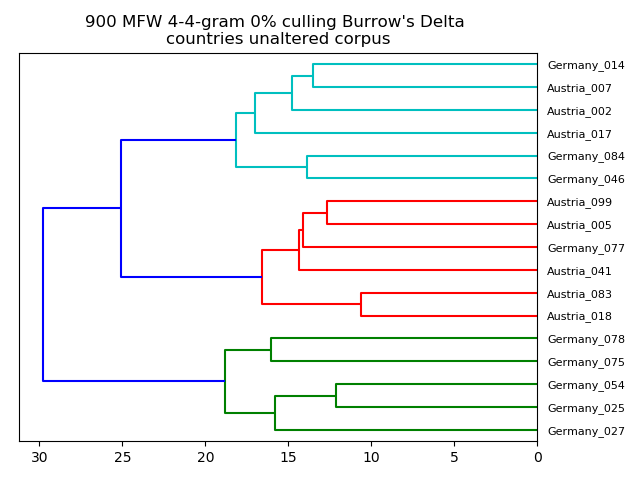 900 MFW 4-4-gram 0% culling Burrow's Delta
countries unaltered corpus
Germany_014
Austria_007
Austria_002
Austria_017
Germany_084
Germany_046
Austria_099
Austria_005
Germany_077
Austria_041
Austria_083
Austria_018
Germany_078
Germany_075
Germany_054
Germany_025
Germany_027
30 25 20 15 10 5 0